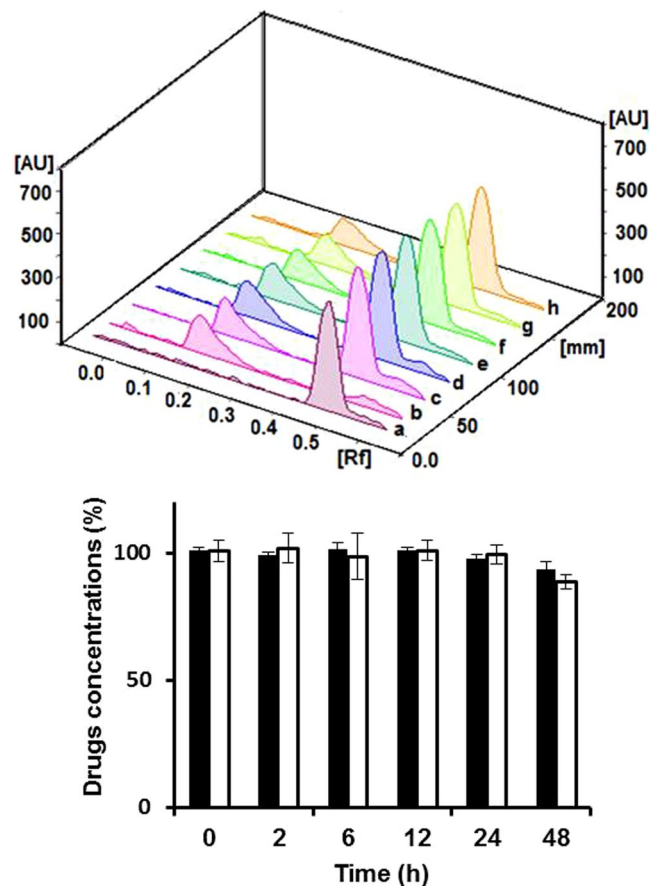 [AU]
700
500
300
100
[AU]
700
500
300
100
200
[mm]
100
50
0.0
h
g
f
e
d
c
b
a
0.0
0.1
0.2
0.3
0.4
0.5
[Rf]
Drugs concentrations (%)
100
50
0
0 2 6 12 24 48
Time (h)